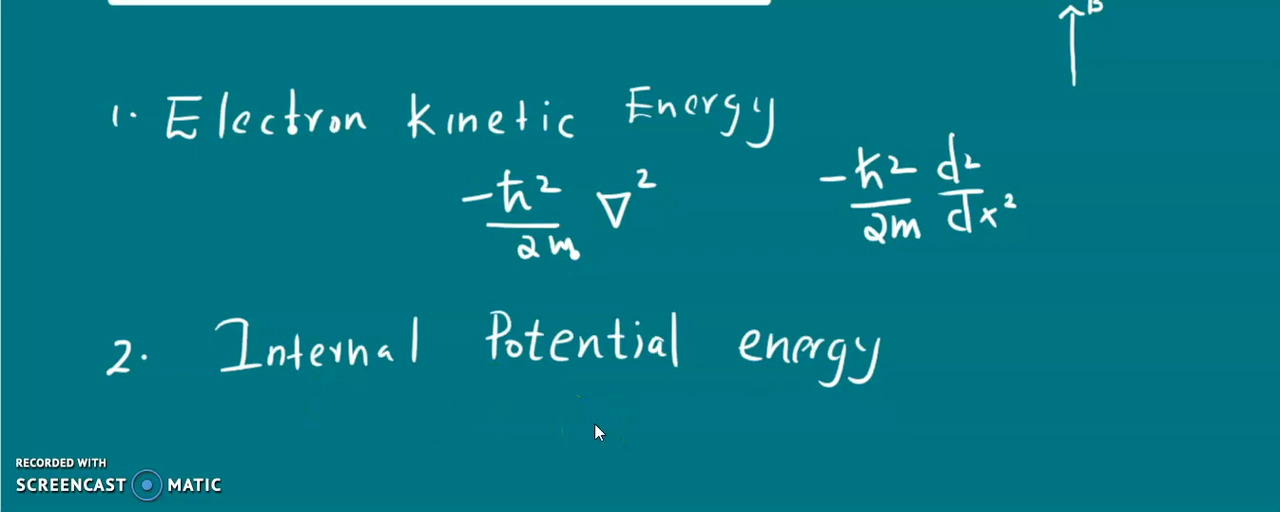 B
1. Electron Kinetic Energy
-ħ²/2m ∇² -ħ²/2m d²/dx²
2. Internal Potential energy
RECORDED WITH
SCREENCAST MATIC